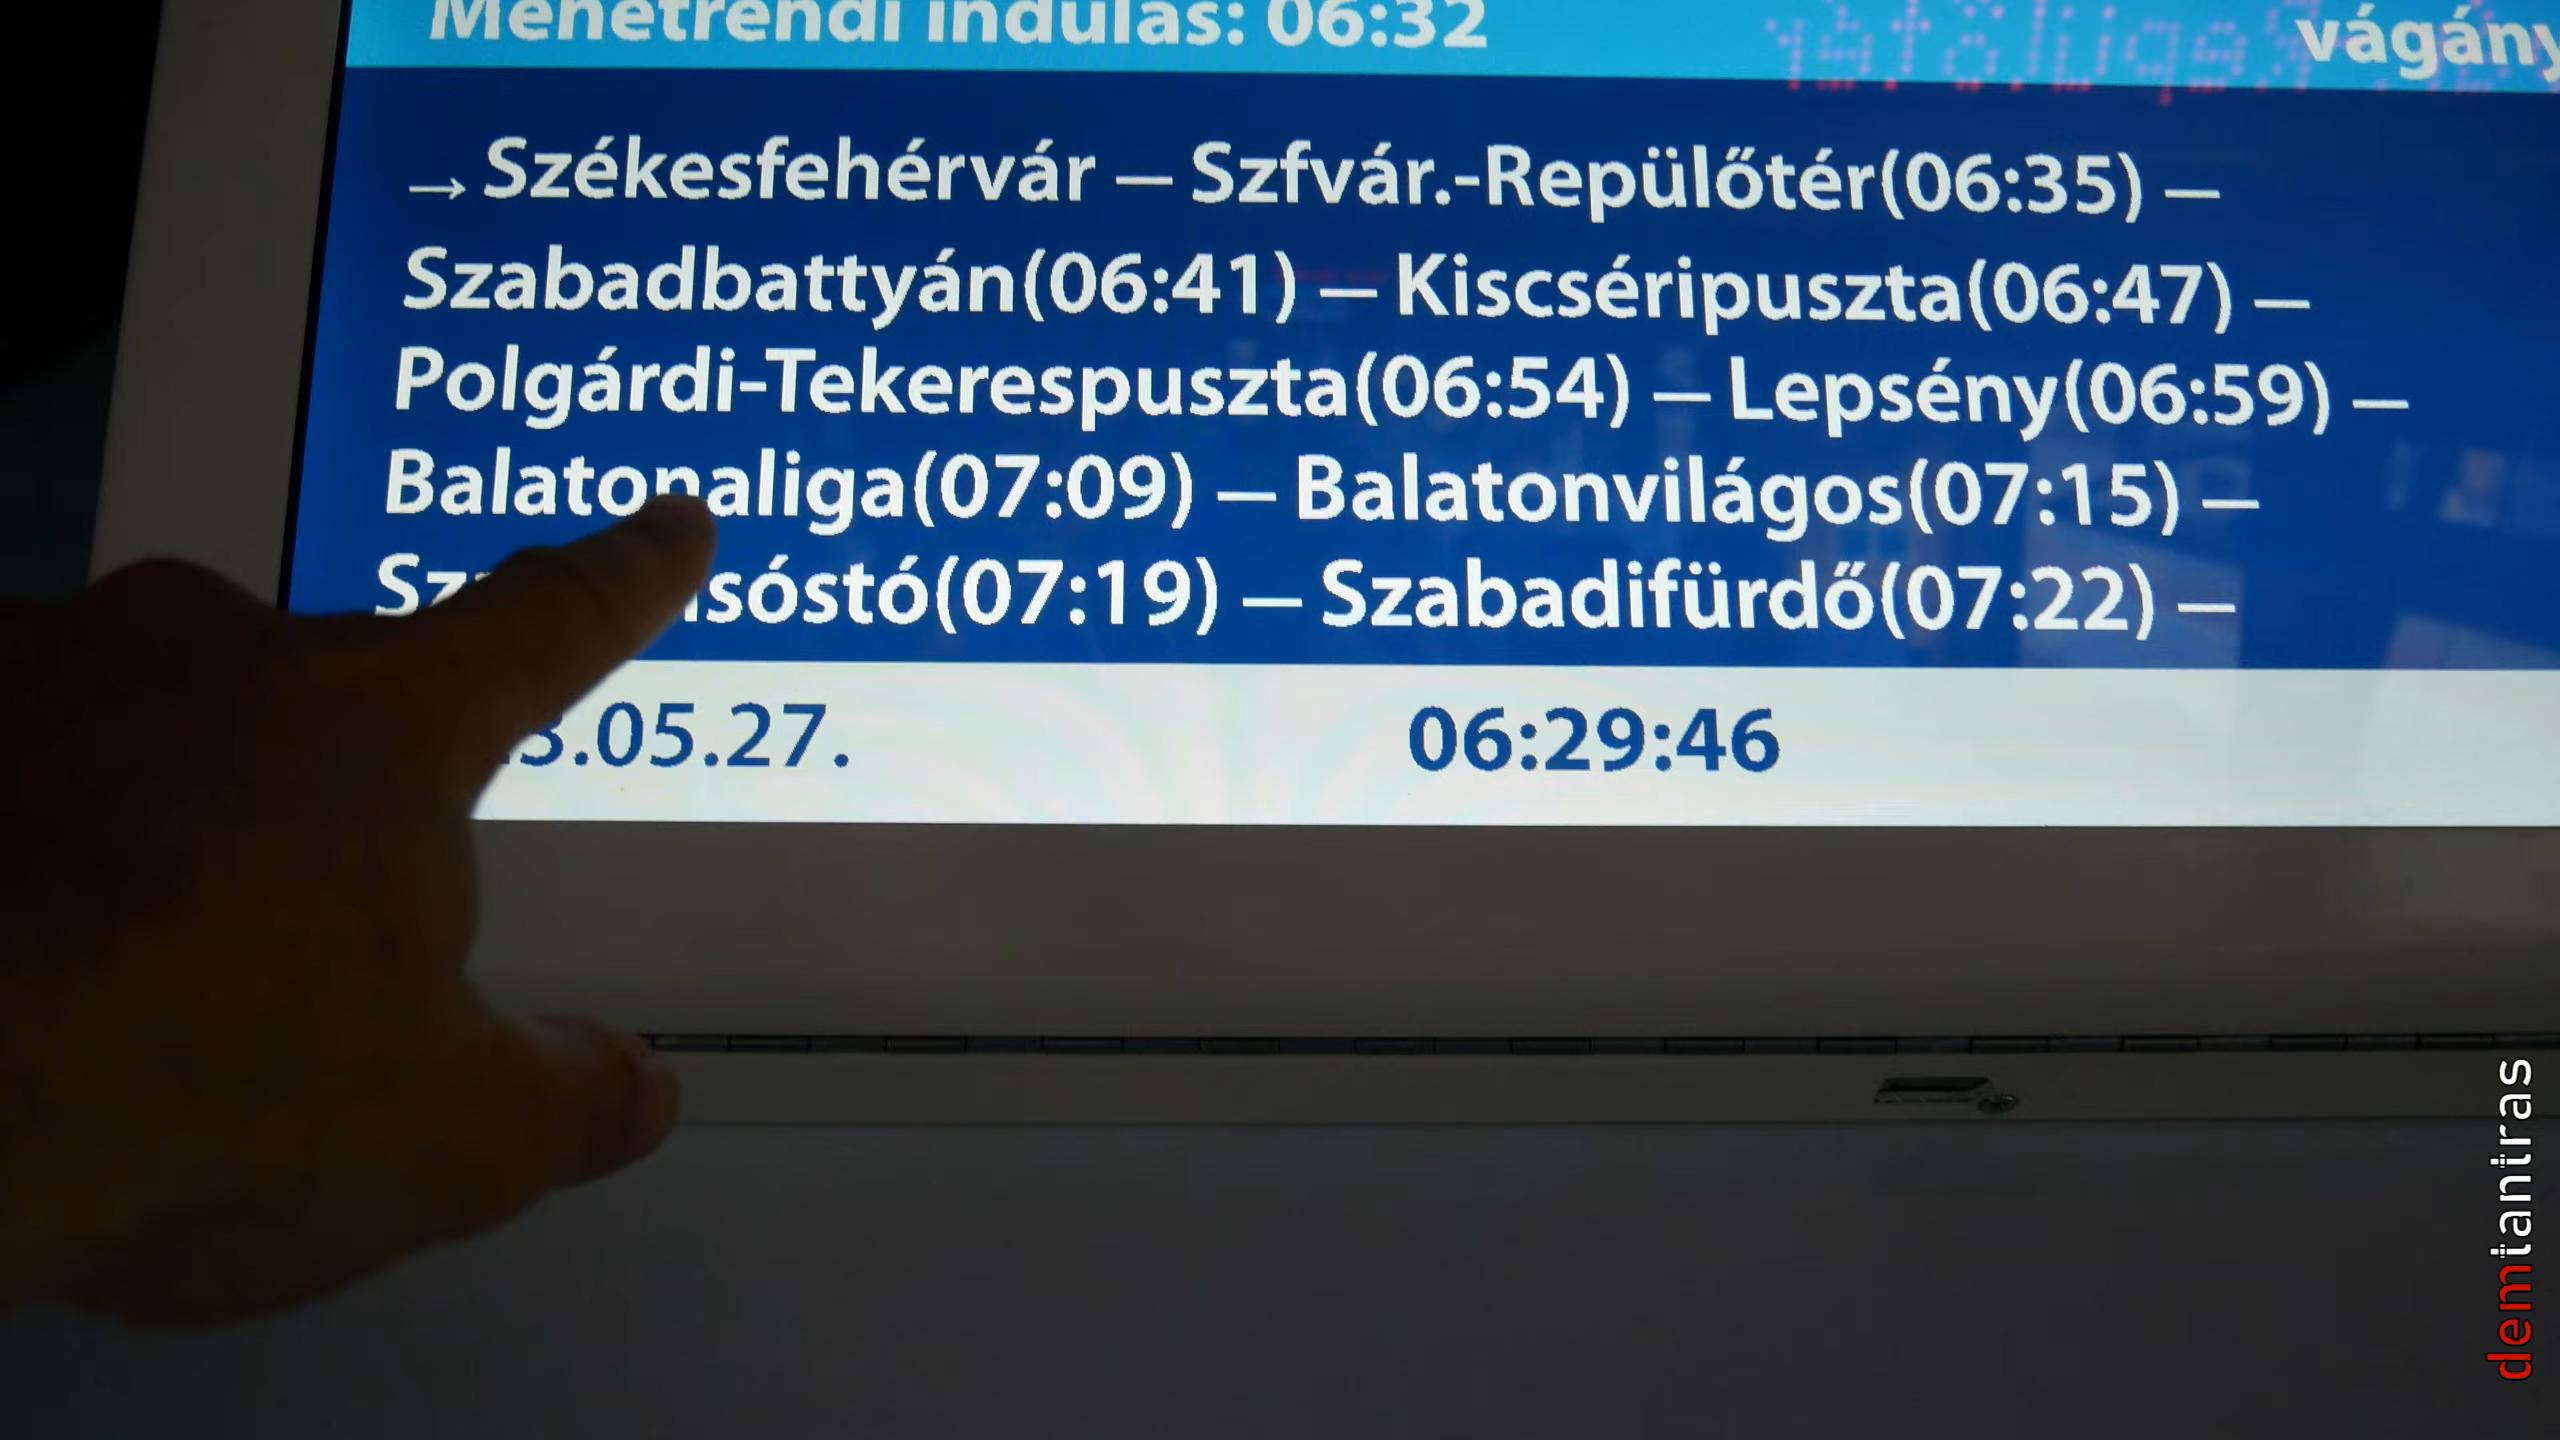 Menetrendi indulás: 06:32 vágány
→ Székesfehérvár — Szfvár.-Repülőtér(06:35) —
Szabadbattyán(06:41) — Kiscséripuszta(06:47) —
Polgárdi-Tekerespuszta(06:54) — Lepsény(06:59) —
Balatonaliga(07:09) — Balatonvilágos(07:15) —
(07:19) — Szabadifürdő(07:22) —
.05.27. 06:29:46
demianiras